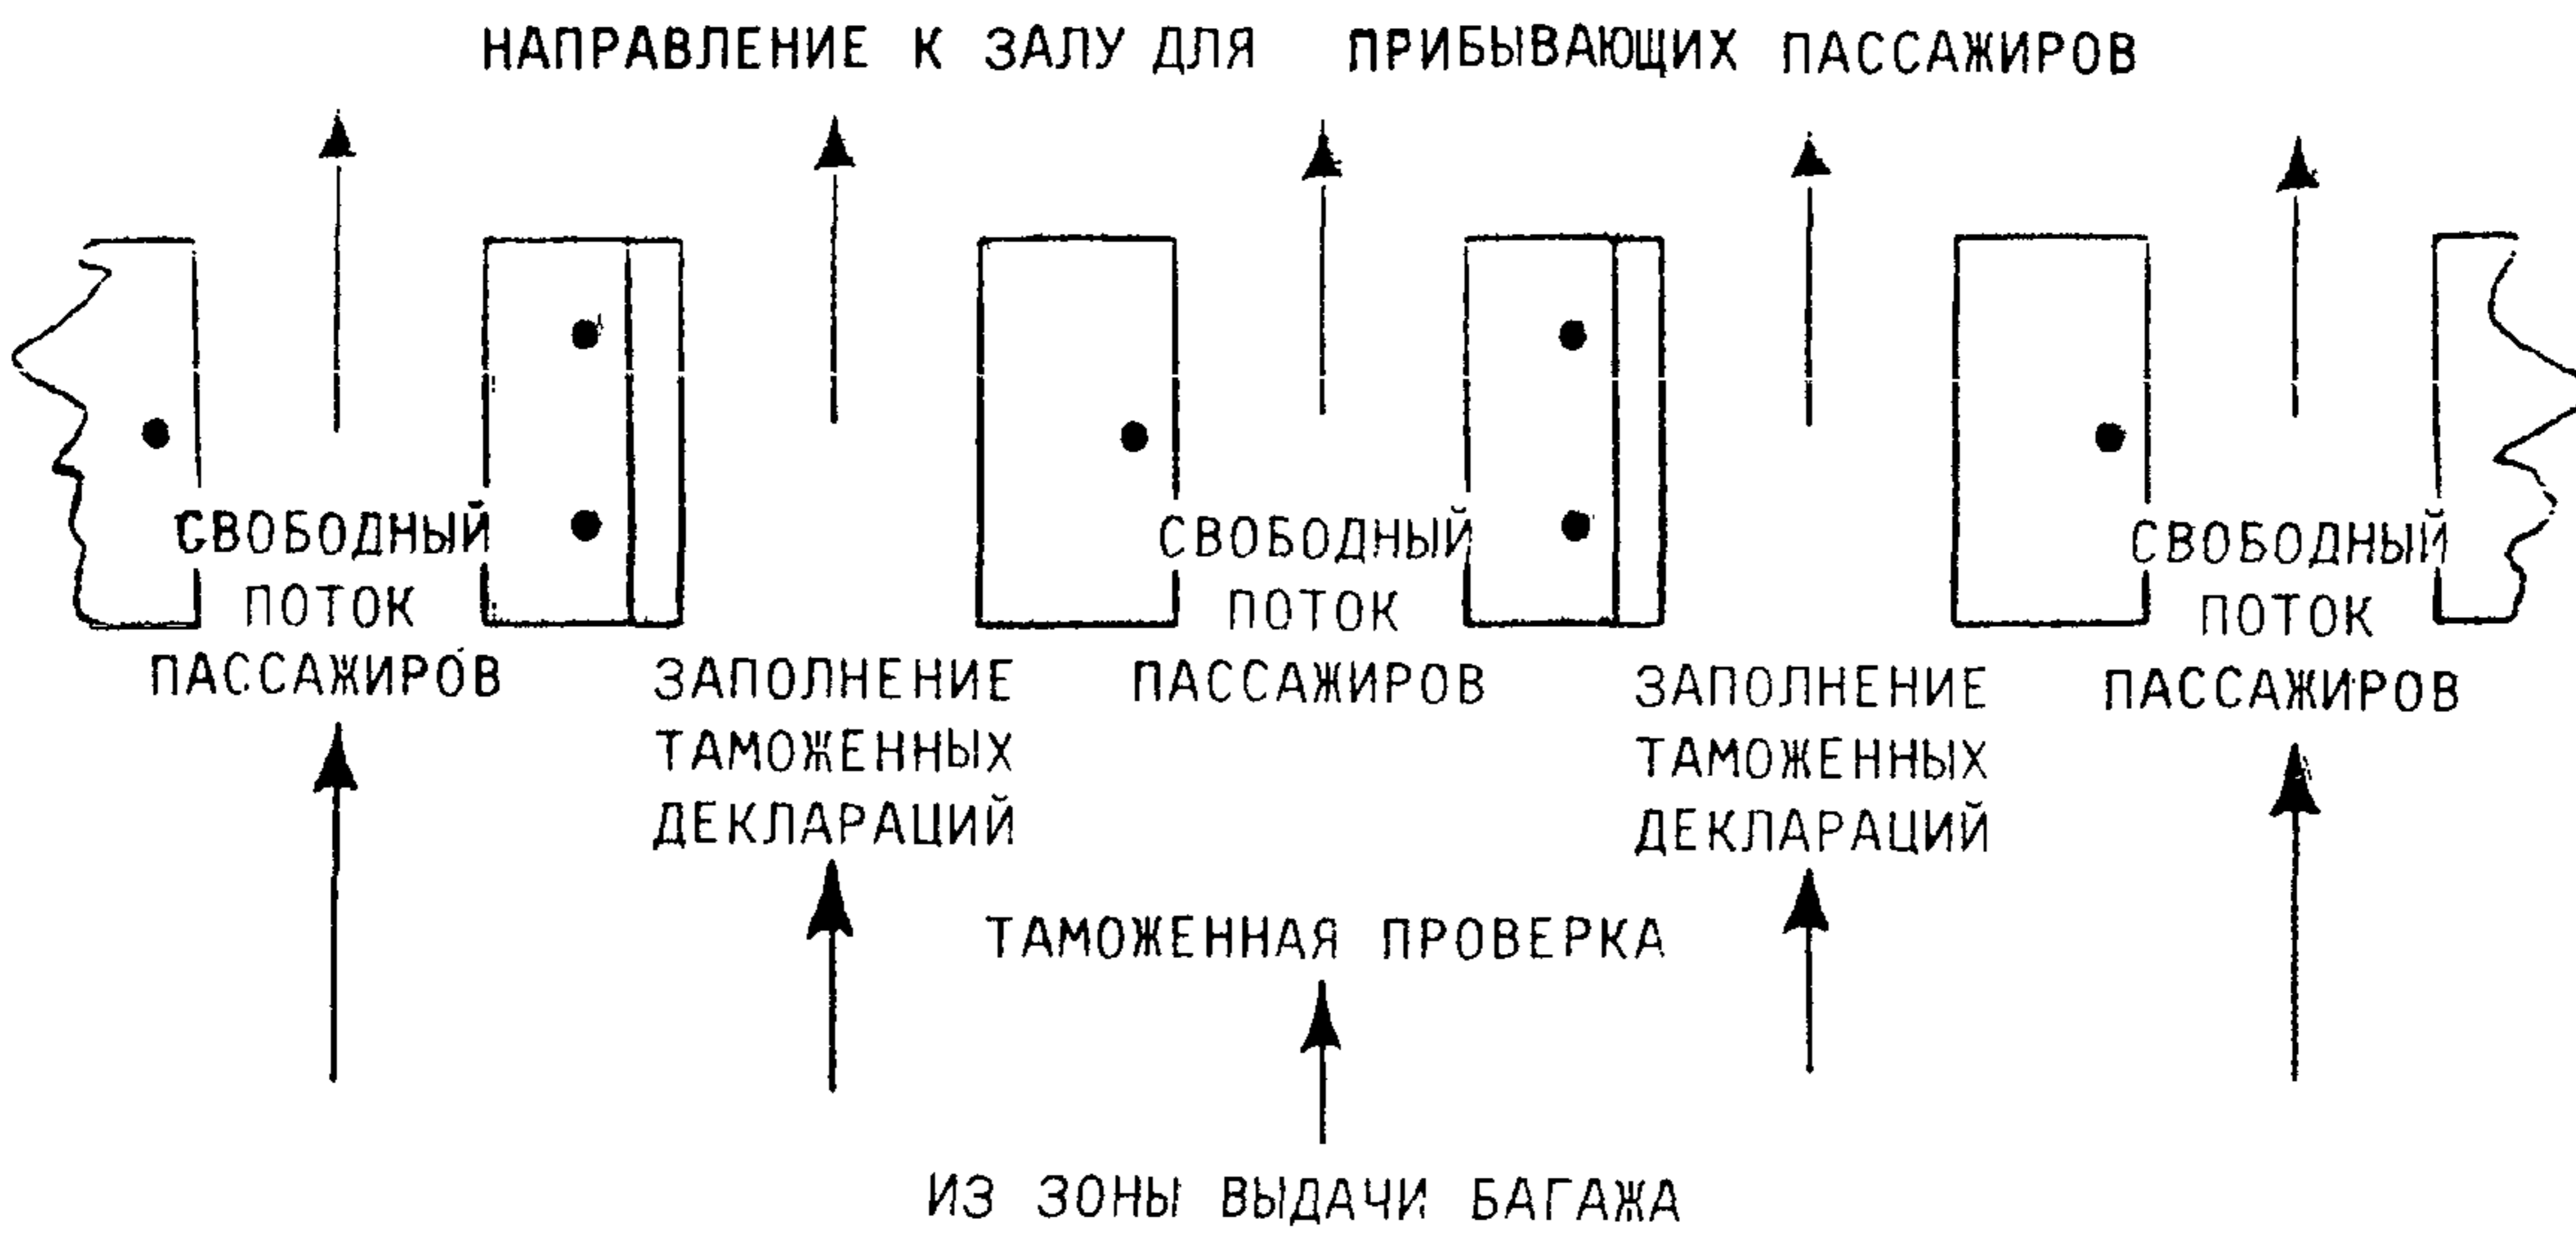 НАПРАВЛЕНИЕ К ЗАЛУ ДЛЯ ПРИБЫВАЮЩИХ ПАССАЖИРОВ
СВОБОДНЫЙ
ПОТОК
ПАССАЖИРОВ
ЗАПОЛНЕНИЕ
ТАМОЖЕННЫХ
ДЕКЛАРАЦИЙ
СВОБОДНЫЙ
ПОТОК
ПАССАЖИРОВ
ЗАПОЛНЕНИЕ
ТАМОЖЕННЫХ
ДЕКЛАРАЦИЙ
СВОБОДНЫЙ
ПОТОК
ПАССАЖИРОВ
ТАМОЖЕННАЯ ПРОВЕРКА
ИЗ ЗОНЫ ВЫДАЧИ БАГАЖА